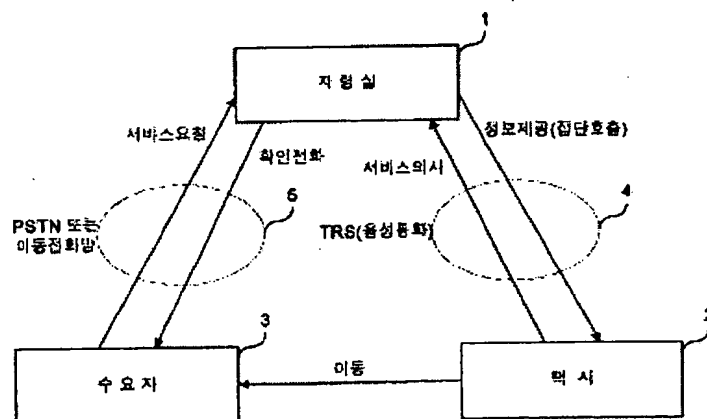 1
지령실
서비스요청
확인전화
서비스의사
정보제공(집단호출)
PSTN 또는
이동전화망
5
TRS(음성통화)
4
3
수요자
이동
2
택시